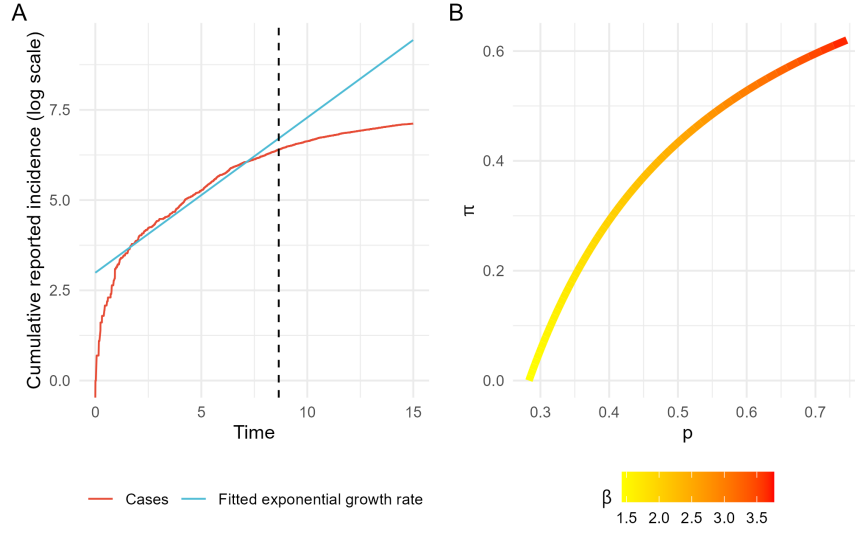 A
Cumulative reported incidence (log scale)
7.5
5.0
2.5
0.0
0
5
10
15
Time
Cases
Fitted exponential growth rate
B
π
0.6
0.4
0.2
0.0
0.3
0.4
0.5
0.6
0.7
p
β
1.5
2.0
2.5
3.0
3.5